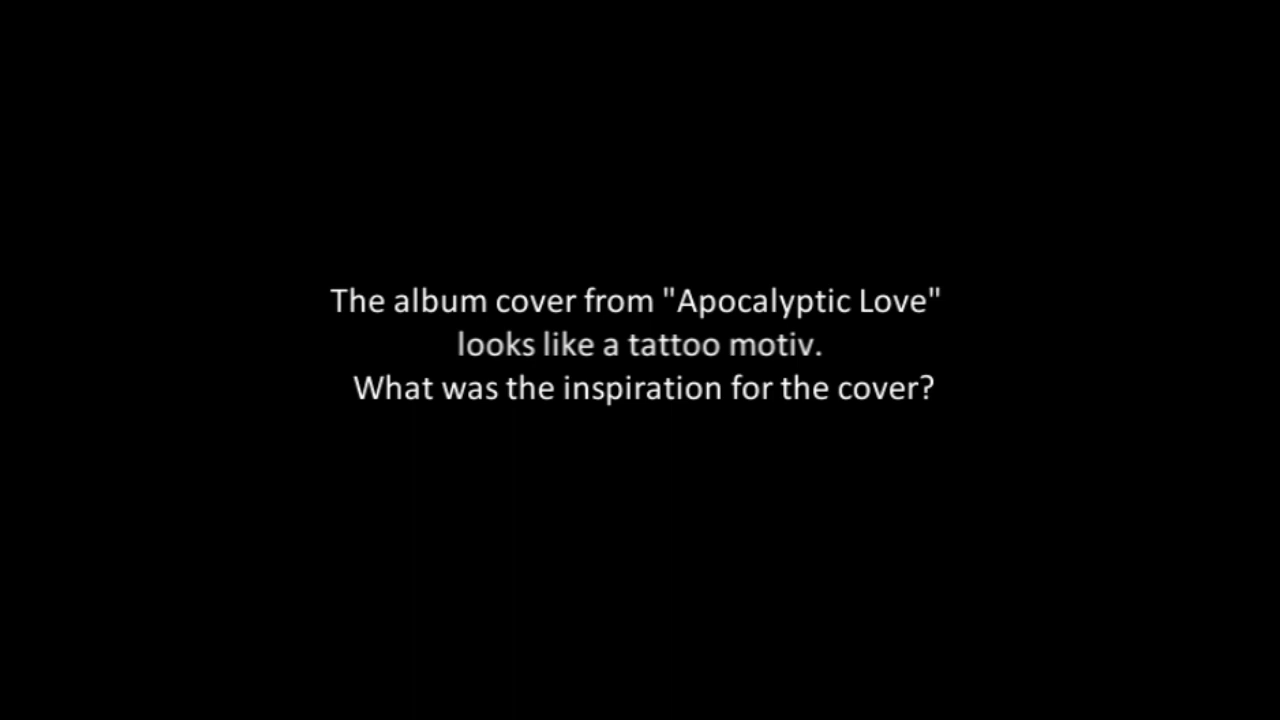 The album cover from "Apocalyptic Love"
looks like a tattoo motiv.
What was the inspiration for the cover?